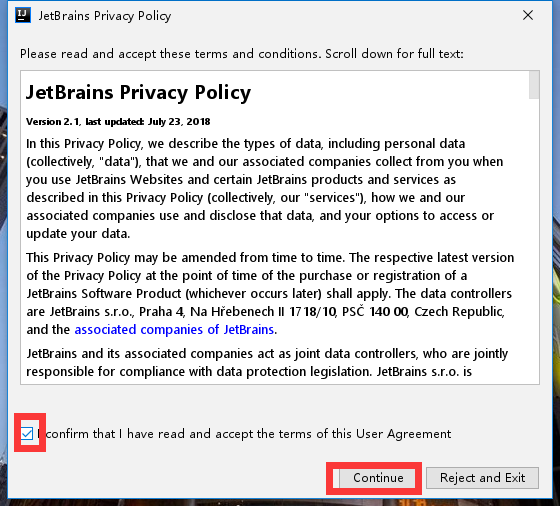 IJ JetBrains Privacy Policy
Please read and accept these terms and conditions. Scroll down for full text:
JetBrains Privacy Policy
Version 2.1, last updated: July 23, 2018
In this Privacy Policy, we describe the types of data, including personal data
(collectively, "data"), that we and our associated companies collect from you when
you use JetBrains Websites and certain JetBrains products and services as
described in this Privacy Policy (collectively, our "services"), how we and our
associated companies use and disclose that data, and your options to access or
update your data.
This Privacy Policy may be amended from time to time. The respective latest version
of the Privacy Policy at the point of time of the purchase or registration of a
JetBrains Software Product (whichever occurs later) shall apply. The data controllers
are JetBrains s.r.o., Praha 4, Na Hřebenech II 1718/10, PSČ 140 00, Czech Republic,
and the associated companies of JetBrains.
JetBrains and its associated companies act as joint data controllers, who are jointly
responsible for compliance with data protection legislation. JetBrains s.r.o. is
I confirm that I have read and accept the terms of this User Agreement
Continue Reject and Exit